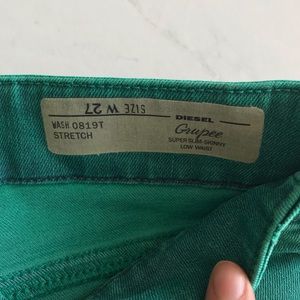 SIZE W 27
WASH 0819T
STRETCH
DIESEL
Grupee
SUPER SLIM-SKINNY
LOW WAIST